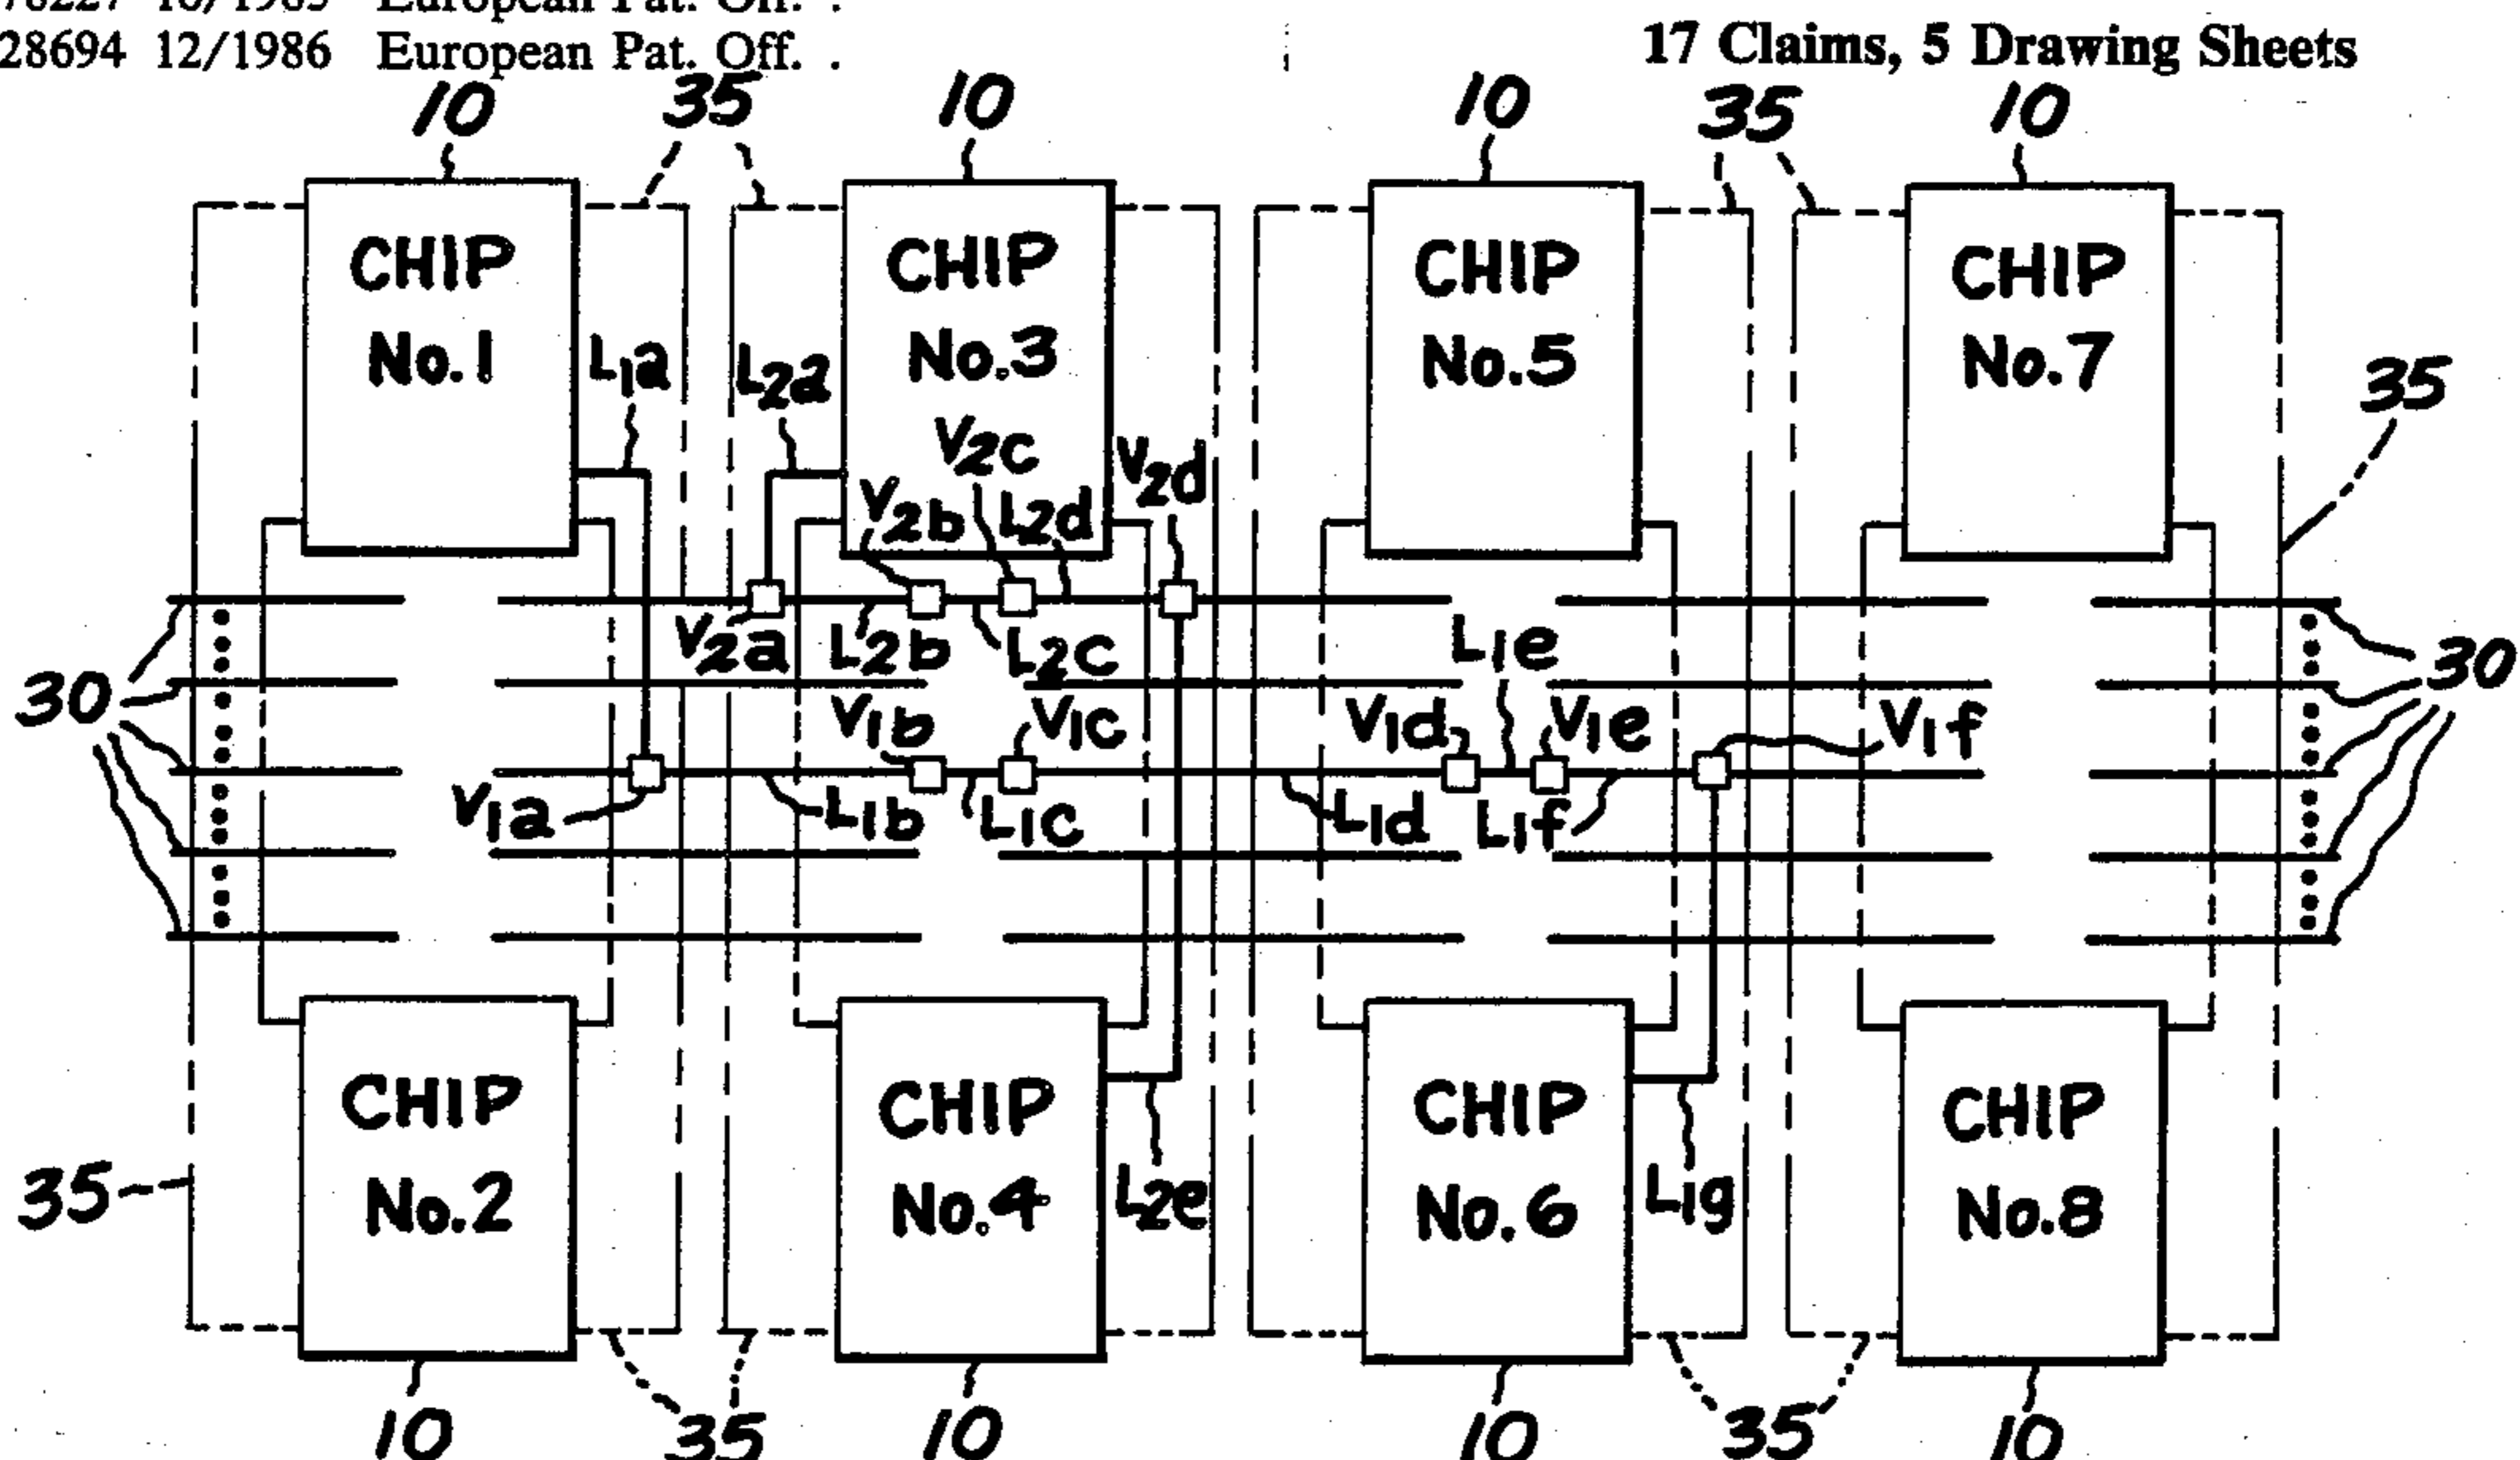 28694 12/1986 European Pat. Off. .
17 Claims, 5 Drawing Sheets
10 35 10 10 35 10
CHIP No.1
CHIP No.3
CHIP No.5
CHIP No.7
L1a L2a 35
V2c V2d
V2b L2d
V2a L2b L2c L1e
30 30
V1b V1c V1d V1e V1f
V1a L1b L1c L1d L1f
CHIP No.2
CHIP No.4
CHIP No.6
CHIP No.8
35 L2e L1g
10 35 10 10 35 10